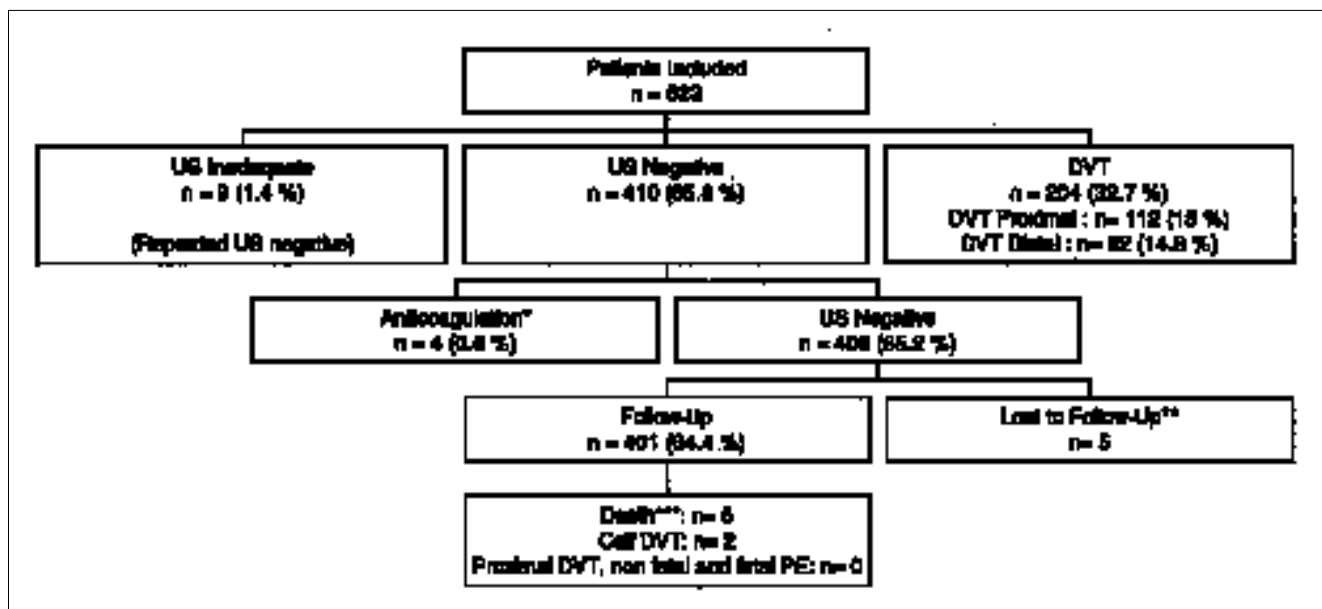 Patients Included
n = 623
US Inadequate
n = 9 (1.4 %)
(Repeated US negative)
US Negative
n = 410 (65.8 %)
DVT
n = 204 (32.7 %)
DVT Proximal : n= 112 (18 %)
DVT Distal : n= 92 (14.8 %)
Anticoagulation*
n = 4 (0.6 %)
US Negative
n = 406 (65.2 %)
Follow-Up
n = 401 (64.4 %)
Lost to Follow-Up**
n= 5
Death***: n=
Calf DVT: n= 2
Proximal DVT, non fatal and fatal PE: n= 0